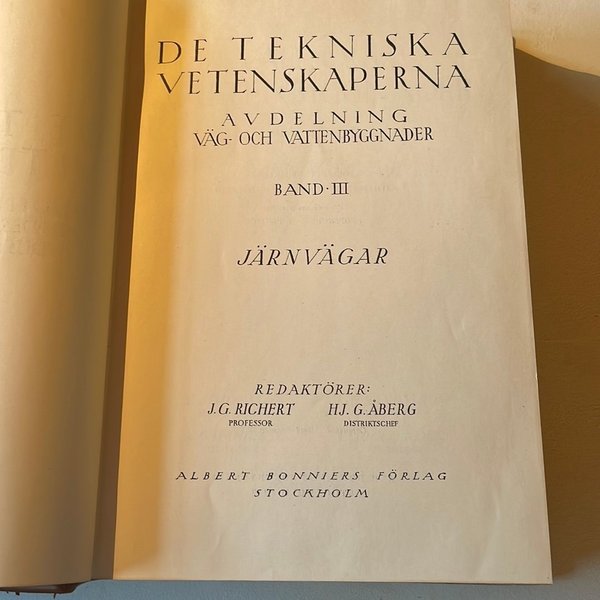 DE TEKNISKA
VETENSKAPERNA
AVDELNING
VÄG- OCH VATTENBYGGNADER
BAND · III
JÄRNVÄGAR
REDAKTÖRER:
J. G. RICHERT HJ. G. ÅBERG
PROFESSOR DISTRIKTSCHEF
ALBERT BONNIERS FÖRLAG
STOCKHOLM